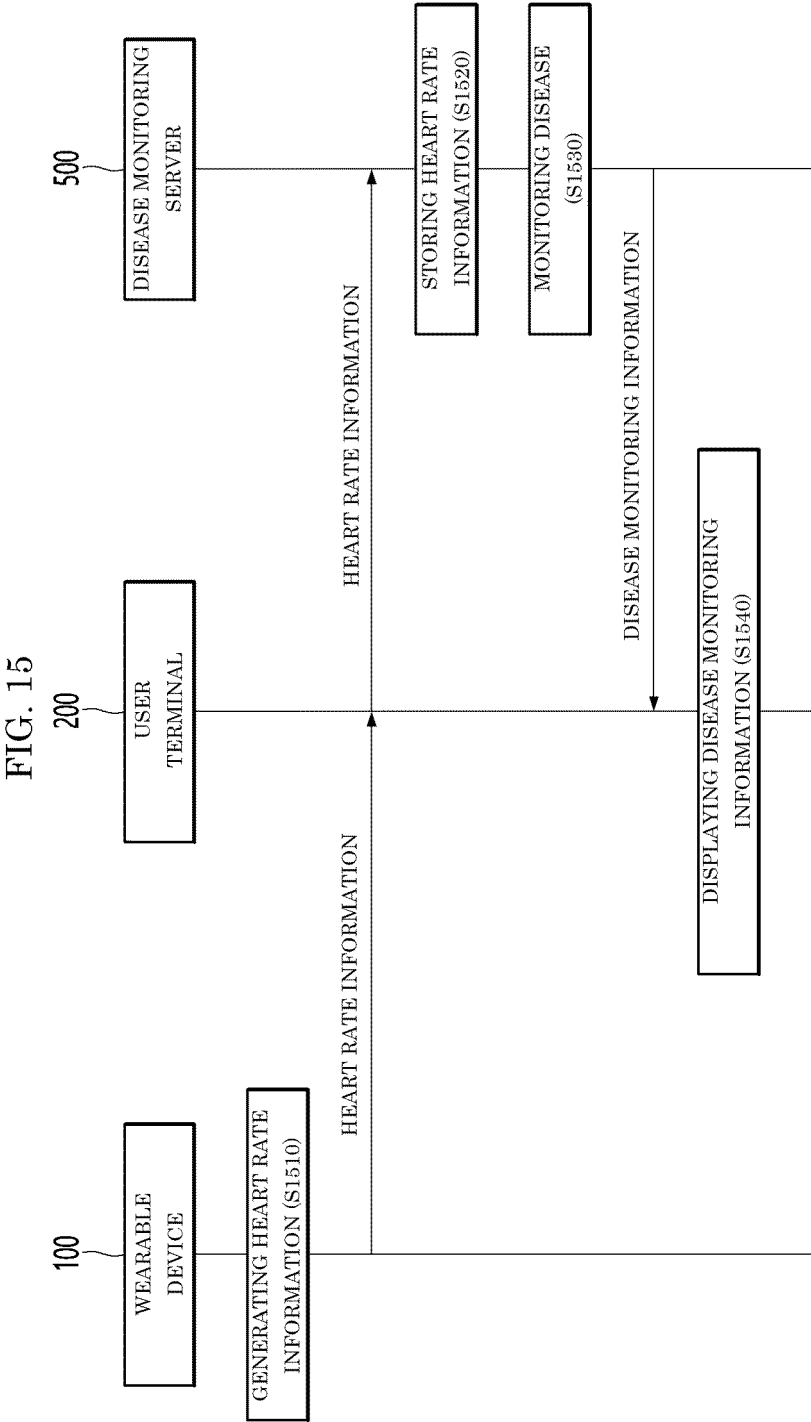 FIG. 15
100
WEARABLE
DEVICE
200
USER
TERMINAL
500
DISEASE MONITORING
SERVER
GENERATING HEART RATE
INFORMATION (S1510)
HEART RATE INFORMATION
HEART RATE INFORMATION
STORING HEART RATE
INFORMATION (S1520)
MONITORING DISEASE
(S1530)
DISEASE MONITORING INFORMATION
DISPLAYING DISEASE MONITORING
INFORMATION (S1540)